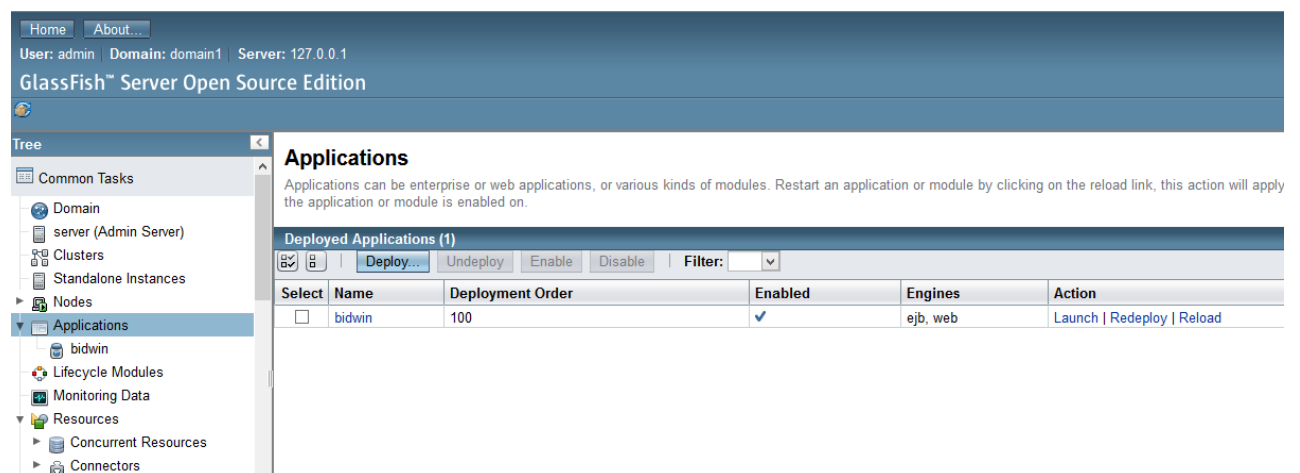 Home About...
User: admin Domain: domain1 Server: 127.0.0.1
GlassFish™ Server Open Source Edition
Tree
Common Tasks
Domain
server (Admin Server)
Clusters
Standalone Instances
Nodes
Applications
bidwin
Lifecycle Modules
Monitoring Data
Resources
Concurrent Resources
Connectors
Applications
Applications can be enterprise or web applications, or various kinds of modules. Restart an application or module by clicking on the reload link, this action will apply
the application or module is enabled on.
Deployed Applications (1)
Deploy... Undeploy Enable Disable Filter:
Select Name Deployment Order Enabled Engines Action
bidwin 100 ejb, web Launch | Redeploy | Reload